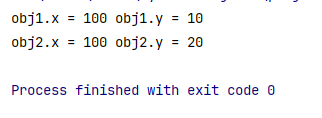 obj1.x = 100 obj1.y = 10
obj2.x = 100 obj2.y = 20
Process finished with exit code 0